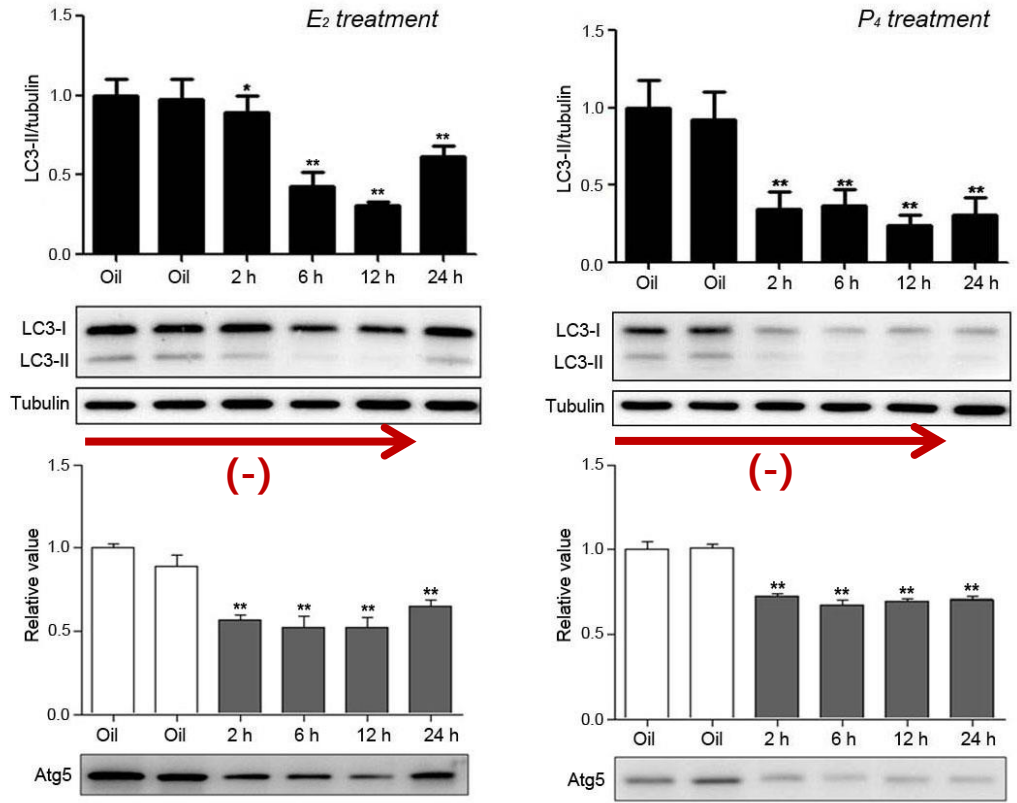 E₂ treatment
LC3-II/tubulin
1.5
1.0
0.5
0.0
*
**
**
**
Oil Oil 2 h 6 h 12 h 24 h
LC3-I
LC3-II
Tubulin
(-)
Relative value
1.5
1.0
0.5
0.0
**
**
**
**
Oil Oil 2 h 6 h 12 h 24 h
Atg5
P₄ treatment
LC3-II/tubulin
1.5
1.0
0.5
0.0
**
**
**
**
Oil Oil 2 h 6 h 12 h 24 h
LC3-I
LC3-II
Tubulin
(-)
Relative value
1.5
1.0
0.5
0.0
**
**
**
**
Oil Oil 2 h 6 h 12 h 24 h
Atg5